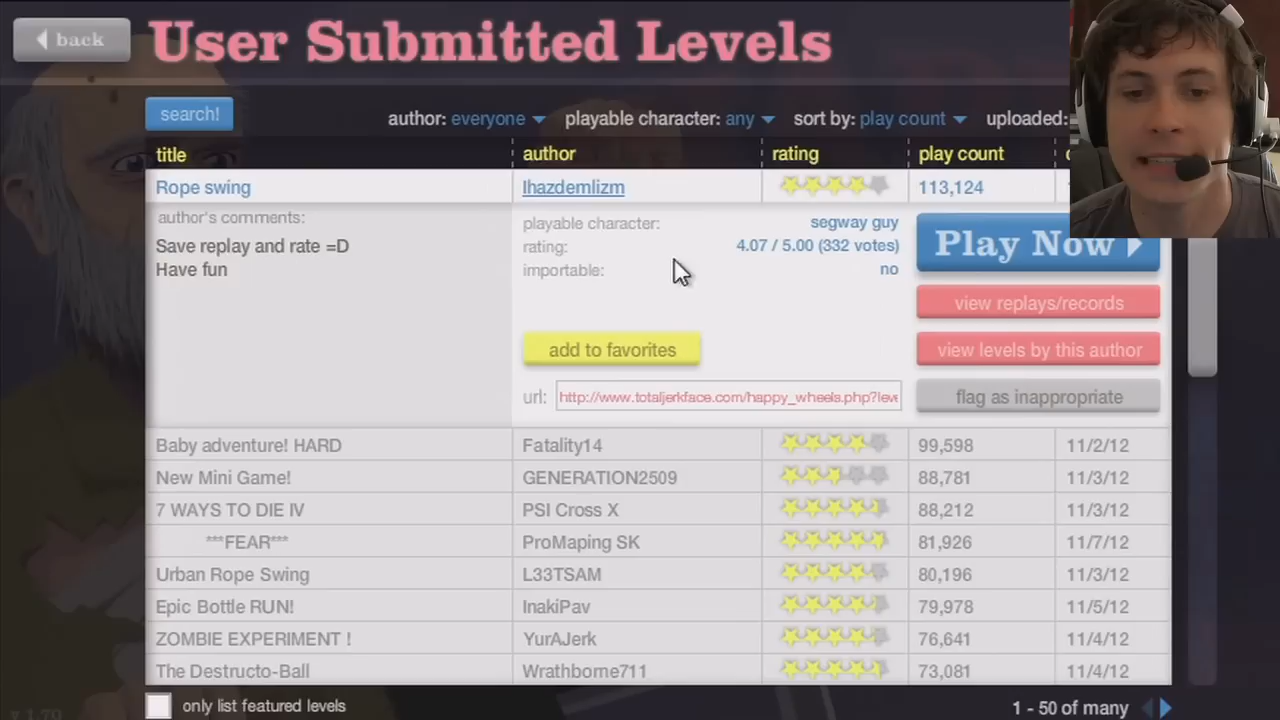 back
User Submitted Levels
search!
author: everyone playable character: any sort by: play count uploaded:
title author rating play count
Rope swing Ihazdemlizm 113,124
author's comments:
Save replay and rate =D
Have fun
playable character: segway guy
rating: 4.07 / 5.00 (332 votes)
importable: no
Play Now
view replays/records
add to favorites
view levels by this author
url: http://www.totaljerkface.com/happy_wheels.php?leve
flag as inappropriate
Baby adventure! HARD Fatality14 99,598 11/2/12
New Mini Game! GENERATION2509 88,781 11/3/12
7 WAYS TO DIE IV PSI Cross X 88,212 11/3/12
***FEAR*** ProMaping SK 81,926 11/7/12
Urban Rope Swing L33TSAM 80,196 11/3/12
Epic Bottle RUN! InakiPav 79,978 11/5/12
ZOMBIE EXPERIMENT ! YurAJerk 76,641 11/4/12
The Destructo-Ball Wrathborne711 73,081 11/4/12
only list featured levels
1 - 50 of many
v 1.70